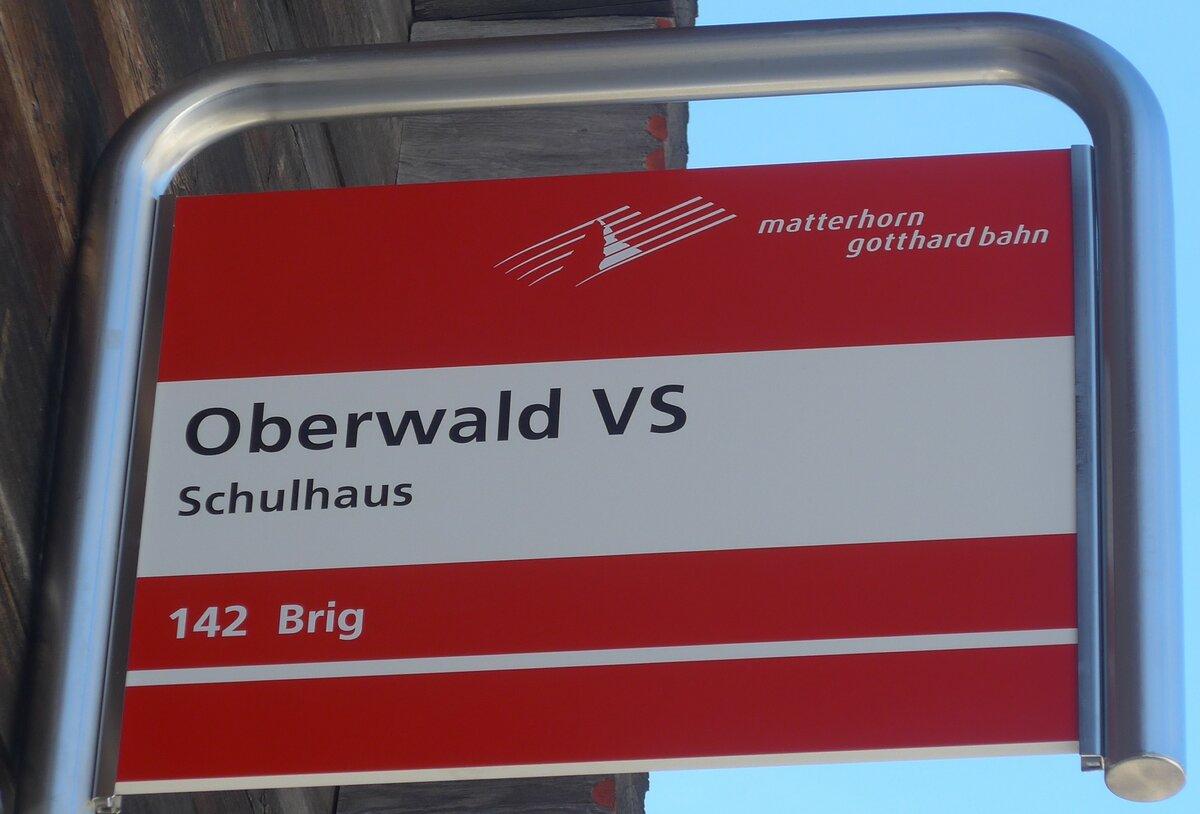 matterhorn
gotthard bahn
Oberwald VS
Schulhaus
142 Brig